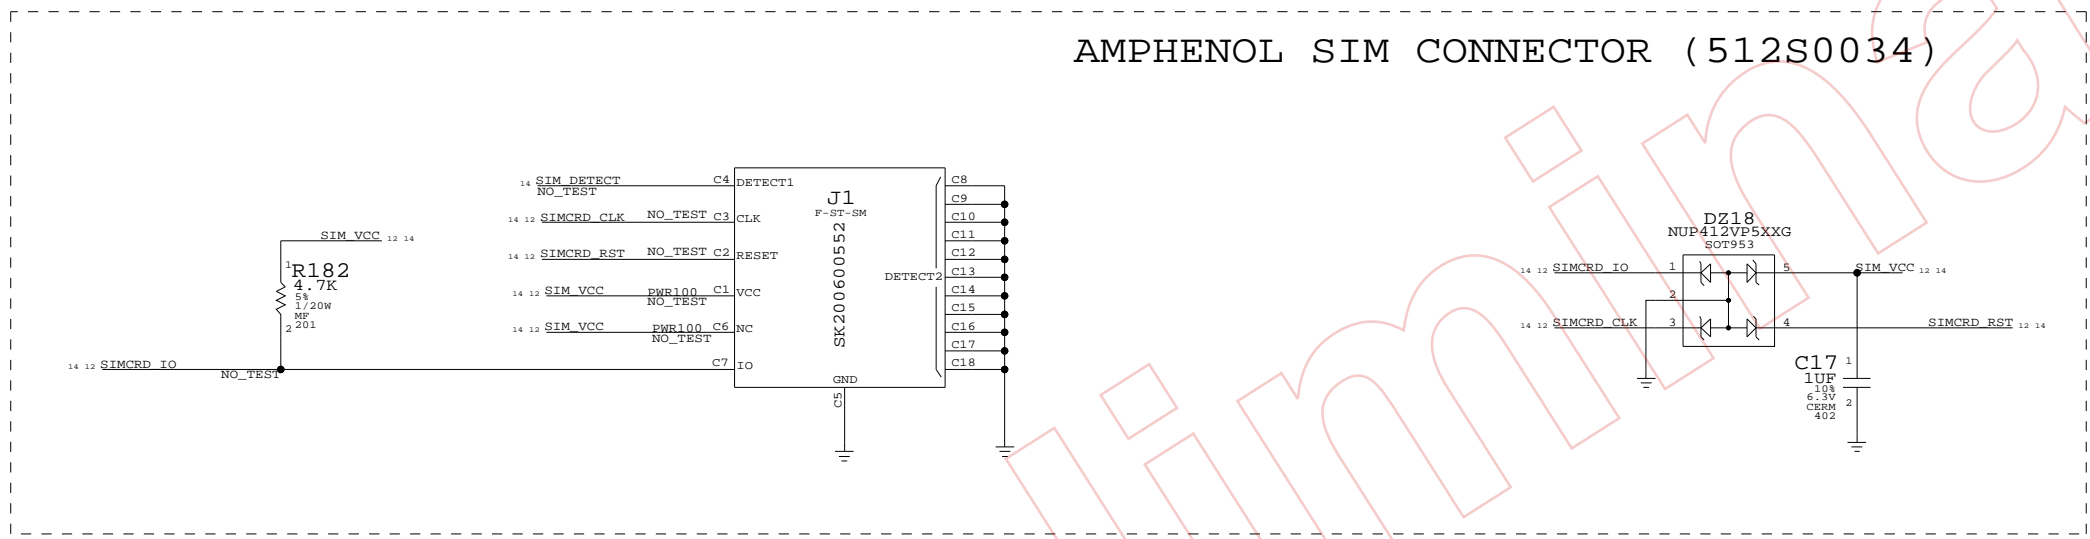 AMPHENOL SIM CONNECTOR (512S0034)
SIM_VCC 12 14
1
R182
4.7K
5%
1/20W
MF
201
2
14 12 SIMCRD_IO
NO_TEST
14 SIM_DETECT
NO_TEST
C4 DETECT1
14 12 SIMCRD_CLK NO_TEST C3 CLK
14 12 SIMCRD_RST NO_TEST C2 RESET
14 12 SIM_VCC PWR100 C1 VCC
NO_TEST
14 12 SIM_VCC PWR100 C6 NC
NO_TEST
C7 IO
J1
F-ST-SM
SK200600552
DETECT2
GND
C5
C8
C9
C10
C11
C12
C13
C14
C15
C16
C17
C18
DZ18
NUP412VP5XXG
SOT953
14 12 SIMCRD_IO 1
5 SIM_VCC 12 14
2
14 12 SIMCRD_CLK 3
4 SIMCRD_RST 12 14
C17
1UF
10%
6.3V
CERM
402
1
2
limina